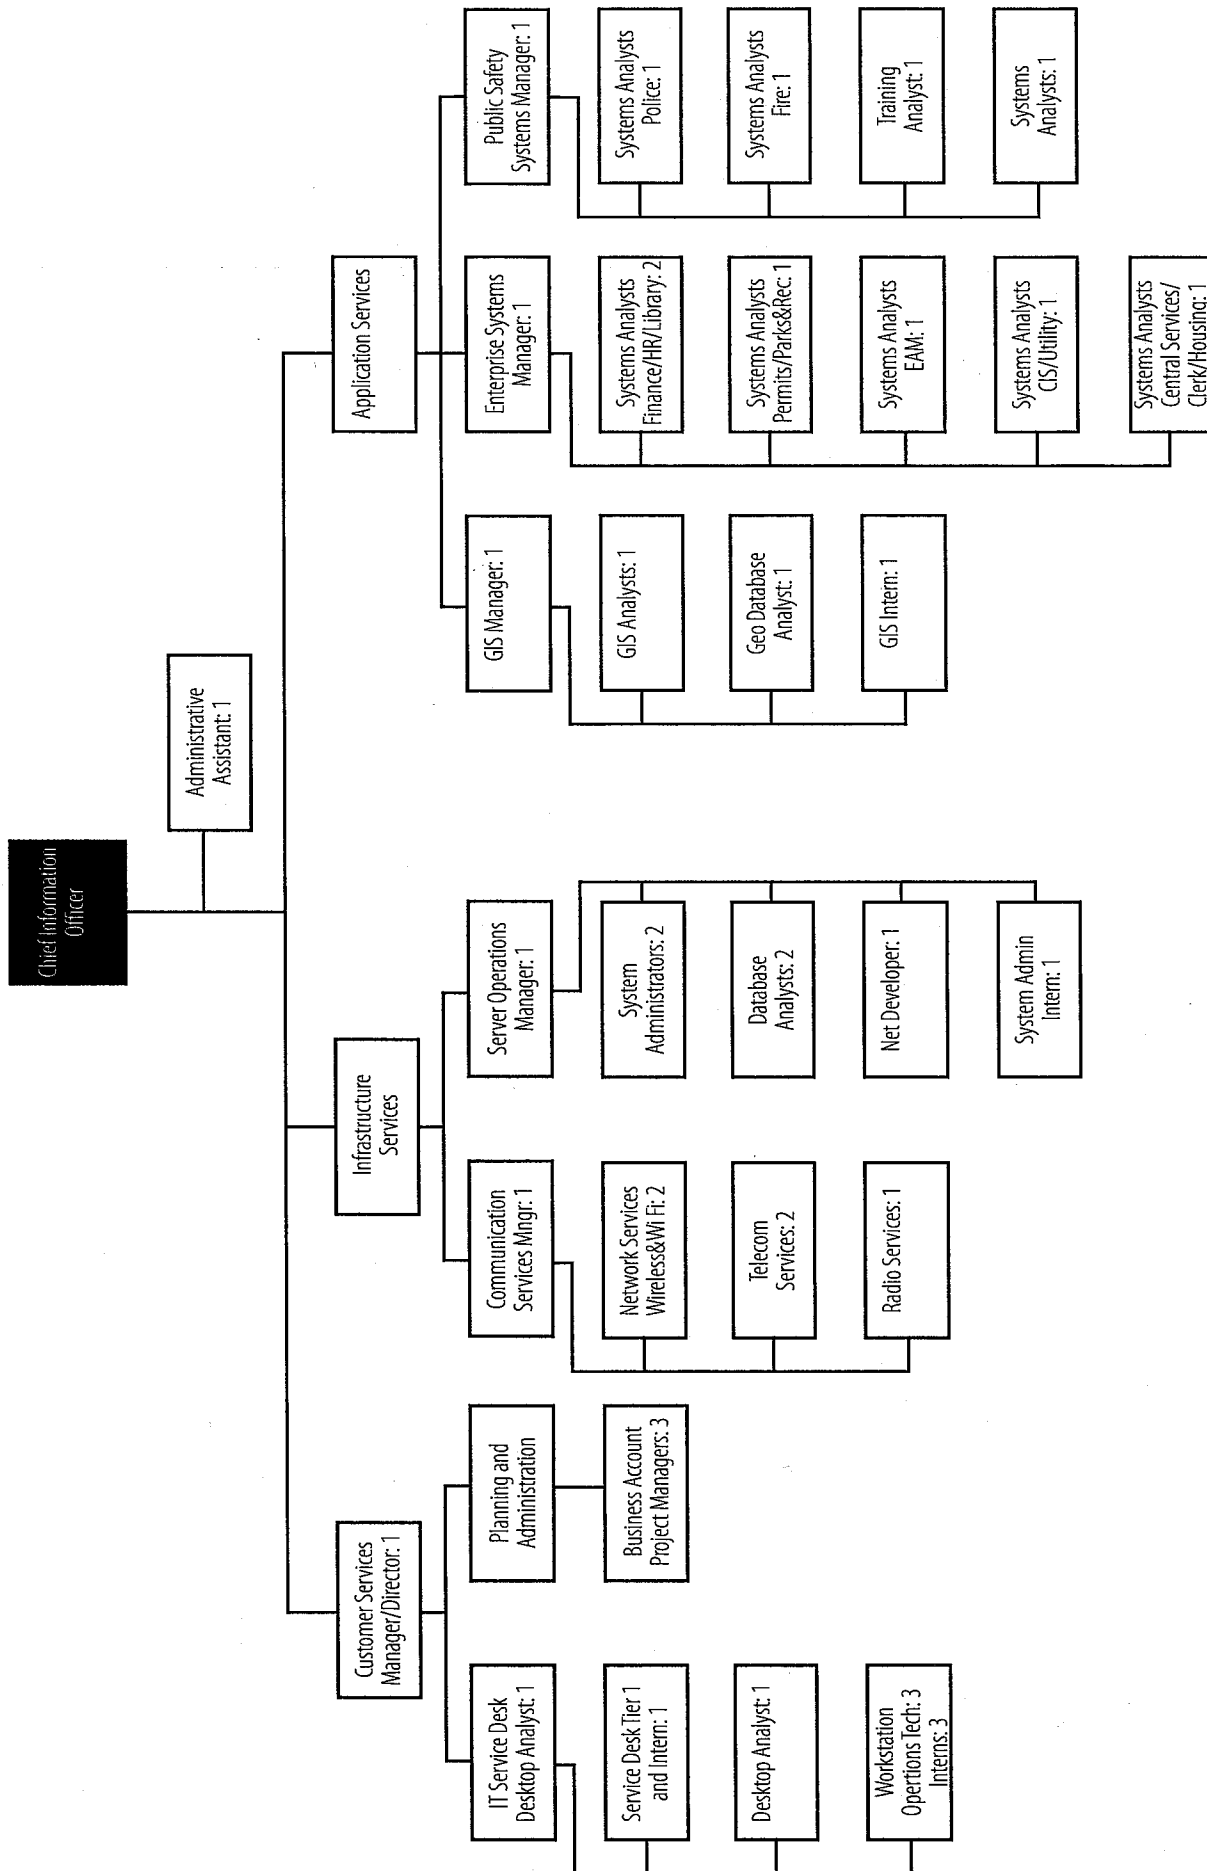 Chief Information
Officer
Administrative
Assistant: 1
Customer Services
Manager/Director: 1
Infrastructure
Services
Application Services
IT Service Desk
Desktop Analyst: 1
Planning and
Administration
Communication
Services Mngr: 1
Server Operations
Manager: 1
GIS Manager: 1
Enterprise Systems
Manager: 1
Public Safety
Systems Manager: 1
Service Desk Tier 1
and Intern: 1
Business Account
Project Managers: 3
Network Services
Wireless&Wi Fi: 2
System
Administrators: 2
GIS Analysts: 1
Systems Analysts
Finance/HR/Library: 2
Systems Analysts
Police: 1
Desktop Analyst: 1
Telecom
Services: 2
Database
Analysts: 2
Geo Database
Analyst: 1
Systems Analysts
Permits/Parks&Rec: 1
Systems Analysts
Fire: 1
Workstation
Opertions Tech: 3
Interns: 3
Radio Services: 1
Net Developer: 1
GIS Intern: 1
Systems Analysts
EAM: 1
Training
Analyst: 1
System Admin
Intern: 1
Systems Analysts
CIS/Utility: 1
Systems
Analysts: 1
Systems Analysts
Central Services/
Clerk/Housing: 1